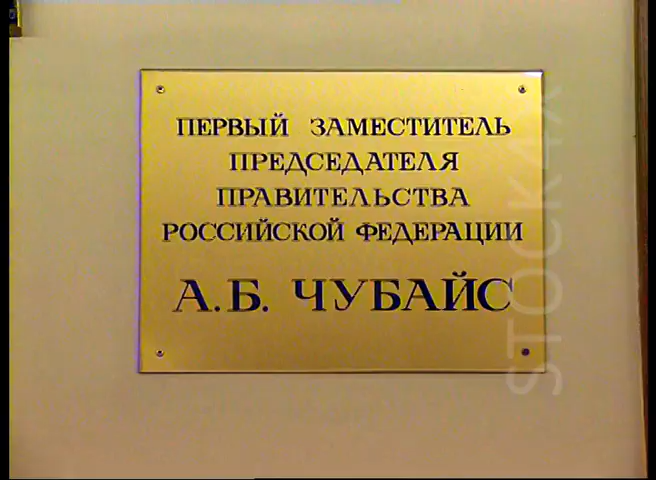 ПЕРВЫЙ ЗАМЕСТИТЕЛЬ
ПРЕДСЕДАТЕЛЯ
ПРАВИТЕЛЬСТВА
РОССИЙСКОЙ ФЕДЕРАЦИИ
А.Б. ЧУБАЙС